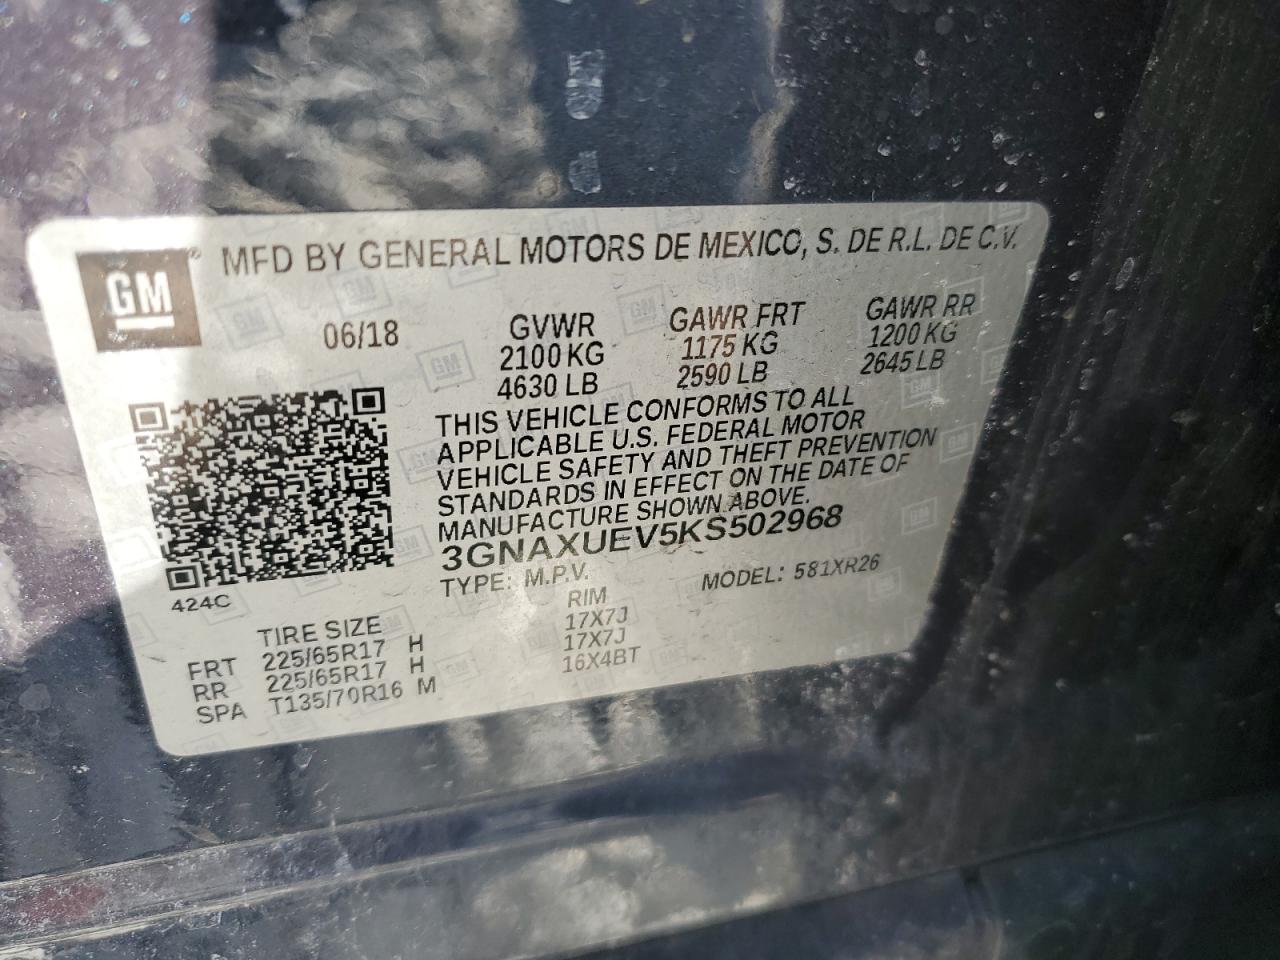 GM® MFD BY GENERAL MOTORS DE MEXICO, S. DE R.L. DE C.V.
06/18
GVWR
2100 KG
4630 LB
GAWR FRT
1175 KG
2590 LB
GAWR RR
1200 KG
2645 LB
THIS VEHICLE CONFORMS TO ALL
APPLICABLE U.S. FEDERAL MOTOR
VEHICLE SAFETY AND THEFT PREVENTION
STANDARDS IN EFFECT ON THE DATE OF
MANUFACTURE SHOWN ABOVE.
3GNAXUEV5KS502968
TYPE: M.P.V. MODEL: 581XR26
424C
TIRE SIZE RIM
FRT 225/65R17 H 17X7J
RR 225/65R17 H 17X7J
SPA T135/70R16 M 16X4BT